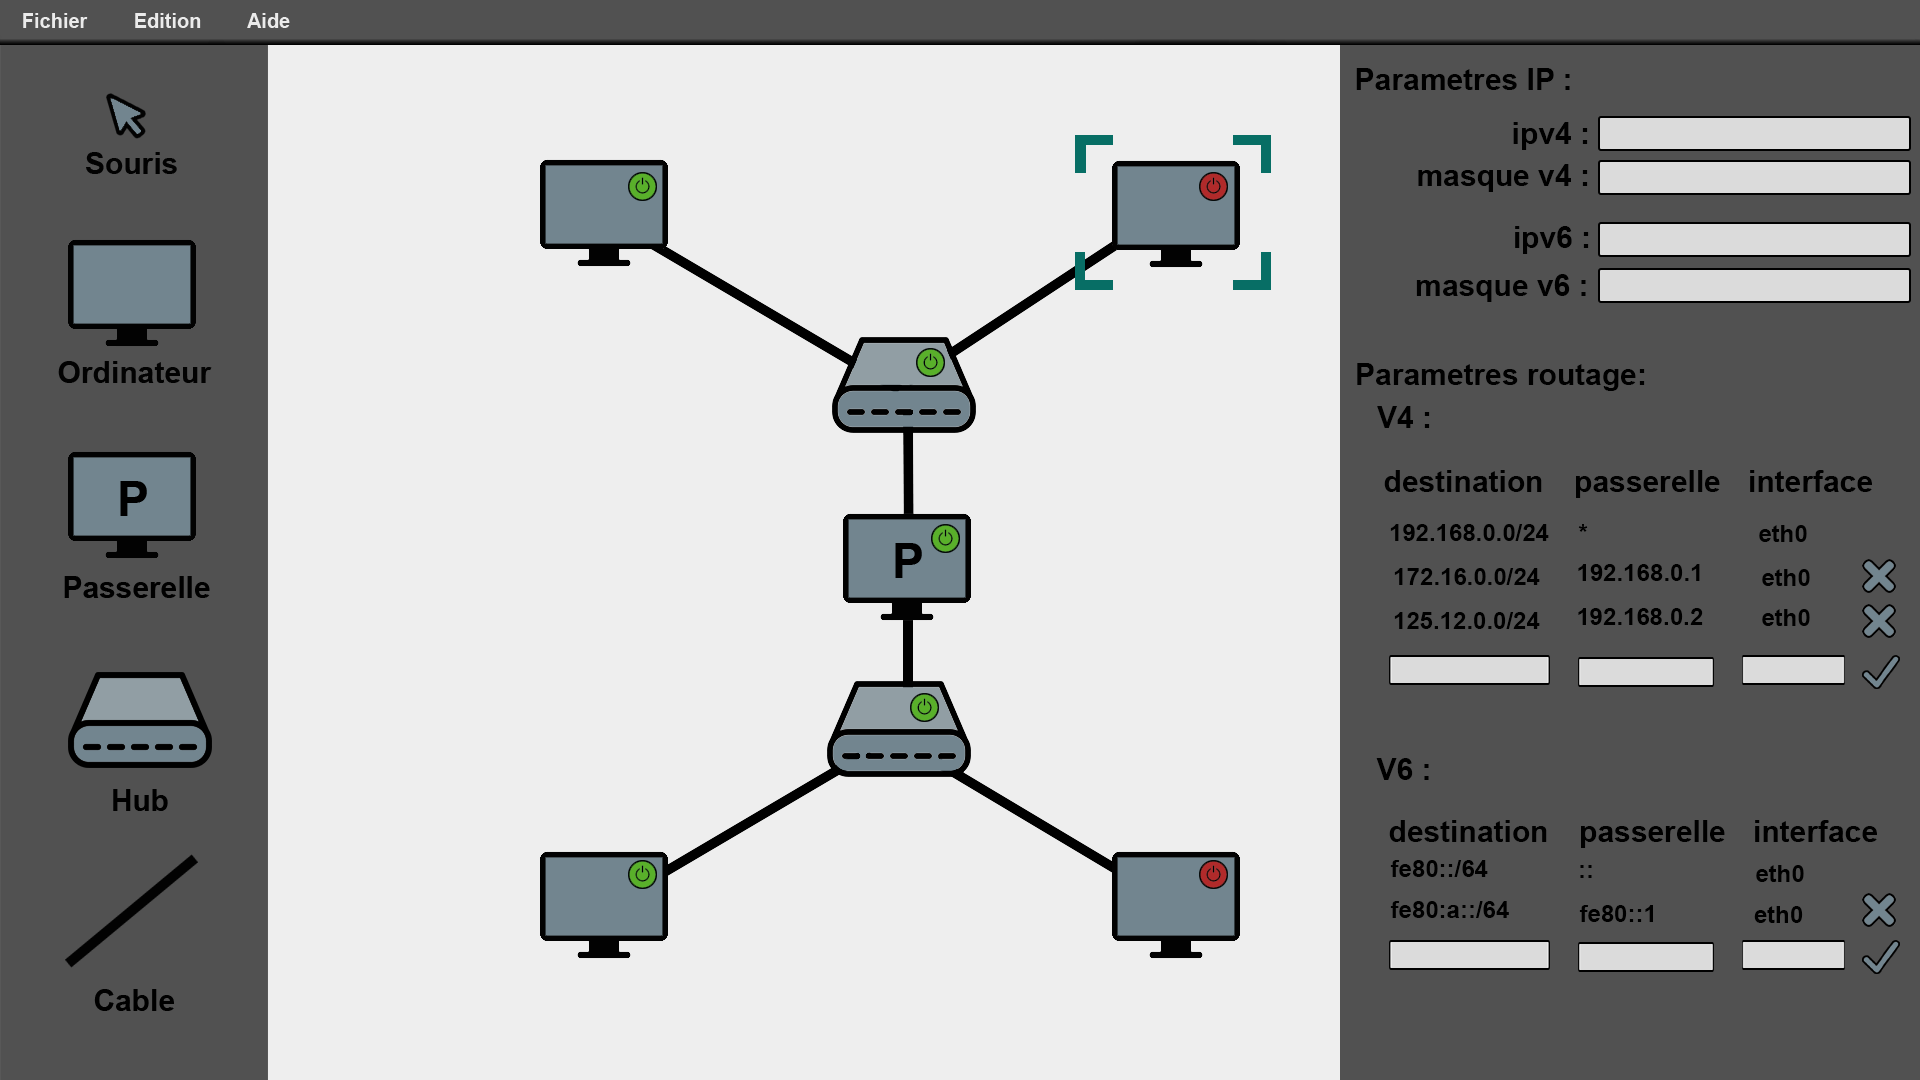 Fichier Edition Aide
Souris
Ordinateur
P
Passerelle
Hub
Cable
P
Parametres IP :
ipv4 :
masque v4 :
ipv6 :
masque v6 :
Parametres routage:
V4 :
destination passerelle interface
192.168.0.0/24 * eth0
172.16.0.0/24 192.168.0.1 eth0
125.12.0.0/24 192.168.0.2 eth0
V6 :
destination passerelle interface
fe80::/64 :: eth0
fe80:a::/64 fe80::1 eth0